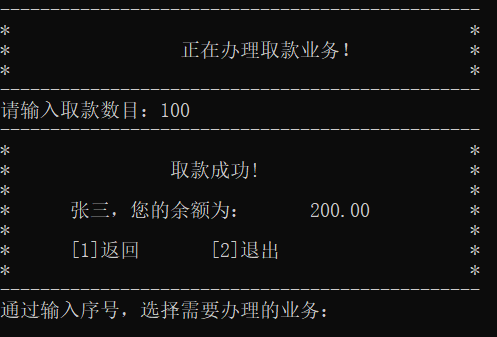 ------------------------------------------------
*                                              *
*                 正在办理取款业务！                 *
*                                              *
------------------------------------------------
请输入取款数目：100
------------------------------------------------
*                                              *
*                取款成功!                       *
*                                              *
*      张三，您的余额为：      200.00            *
*                                              *
*      [1]返回       [2]退出                    *
*                                              *
------------------------------------------------
通过输入序号，选择需要办理的业务：